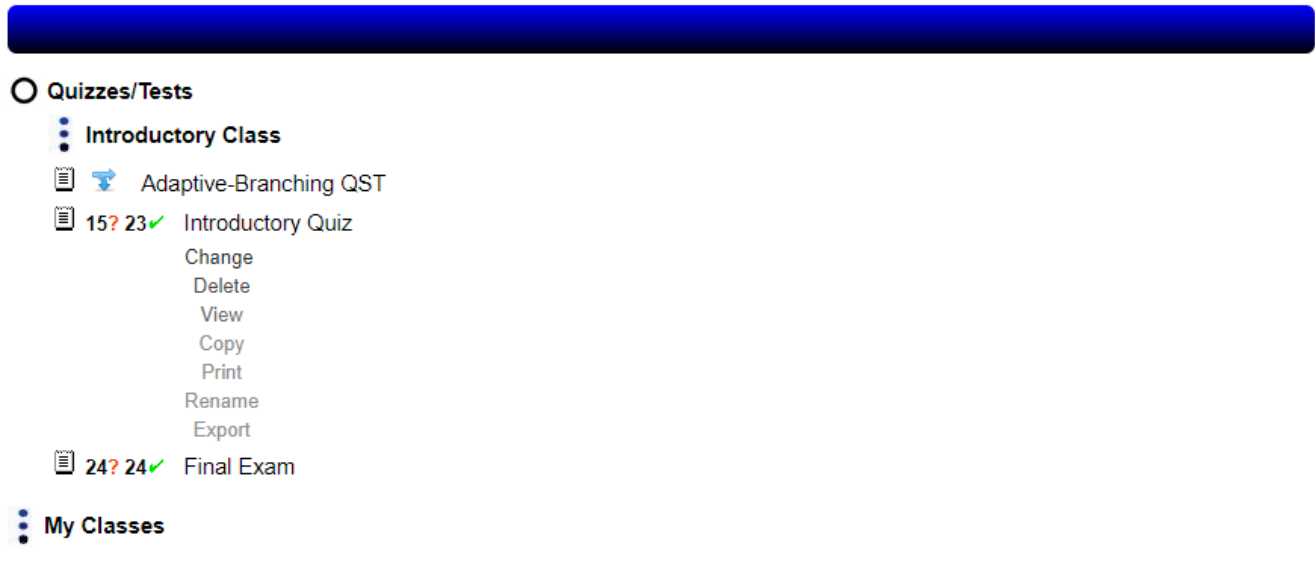 Quizzes/Tests
Introductory Class
Adaptive-Branching QST
15? 23✔ Introductory Quiz
Change
Delete
View
Copy
Print
Rename
Export
24? 24✔ Final Exam
My Classes